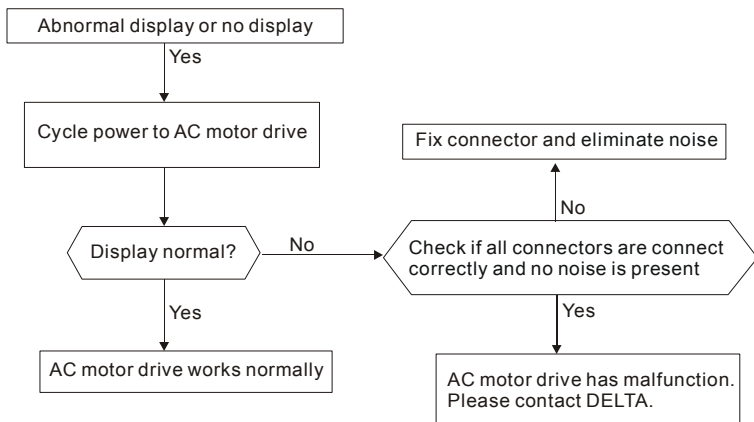 Abnormal display or no display
Yes
Cycle power to AC motor drive
Display normal?
No
Yes
AC motor drive works normally
Fix connector and eliminate noise
No
Check if all connectors are connect
correctly and no noise is present
Yes
AC motor drive has malfunction.
Please contact DELTA.